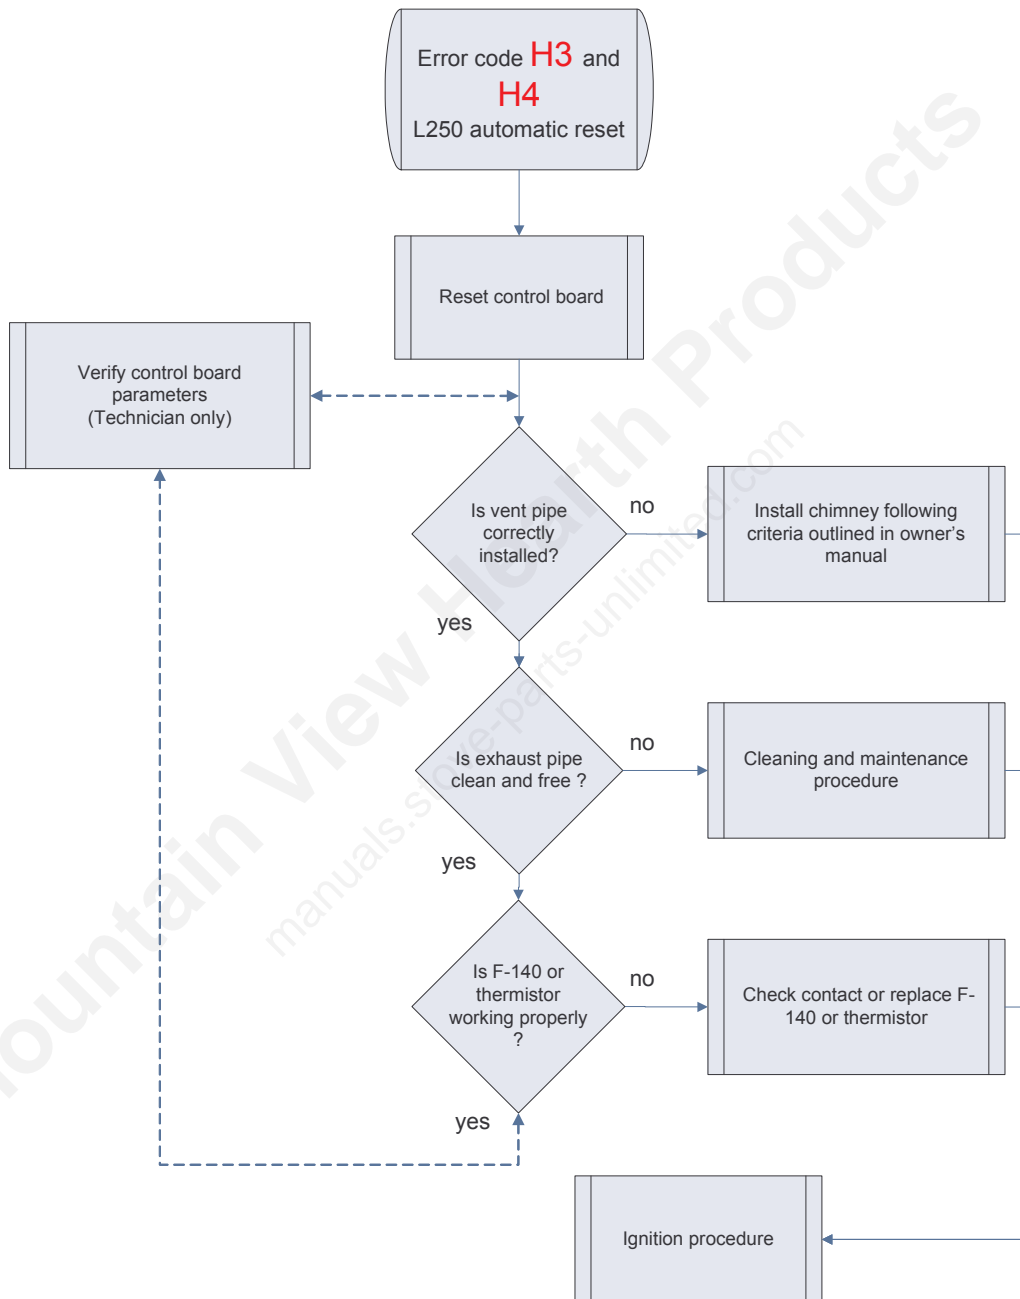 Error code H3 and
H4
L250 automatic reset
Reset control board
Verify control board
parameters
(Technician only)
Is vent pipe
correctly
installed?
no
Install chimney following
criteria outlined in owner's
manual
yes
Is exhaust pipe
clean and free ?
no
Cleaning and maintenance
procedure
yes
Is F-140 or
thermistor
working properly
?
no
Check contact or replace F-
140 or thermistor
yes
Ignition procedure
ountain View Hearth Products
manuals.stove-parts-unlimited.com